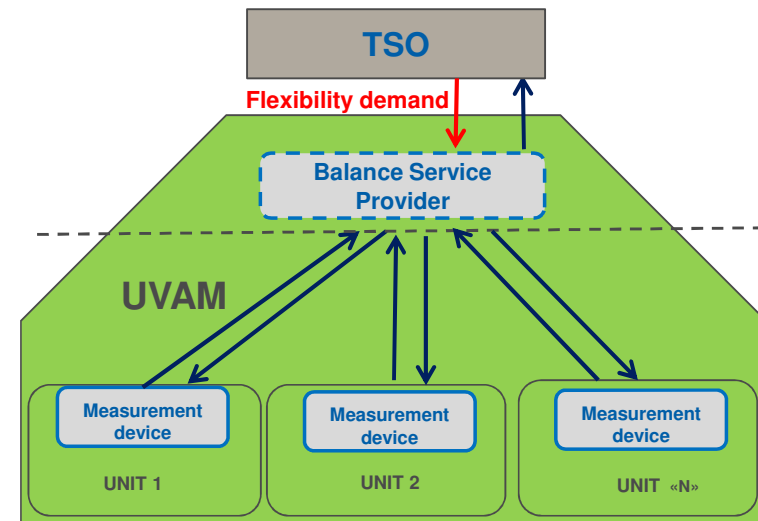 TSO
Flexibility demand
Balance Service
Provider
UVAM
Measurement
device
Measurement
device
Measurement
device
UNIT 1
UNIT 2
UNIT «N»